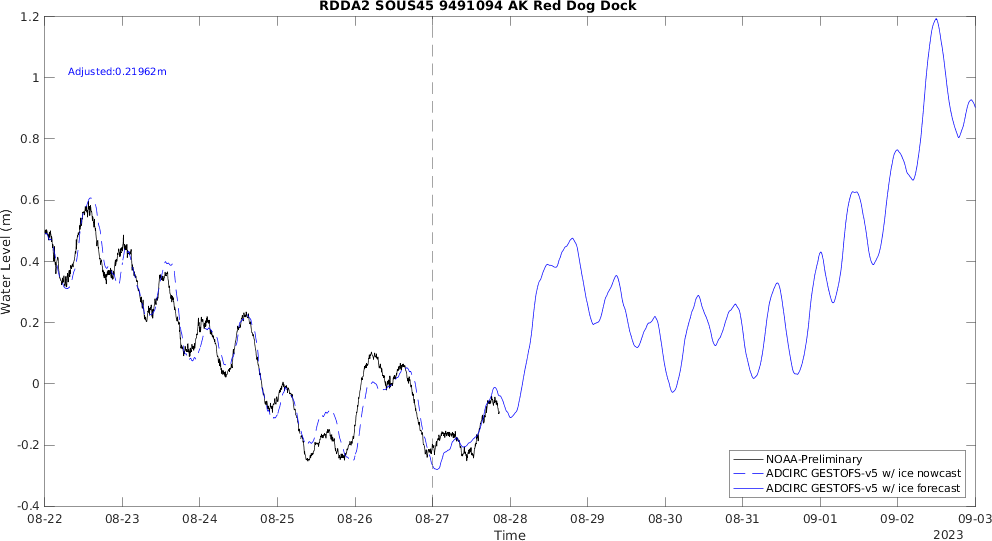 RDDA2 SOUS45 9491094 AK Red Dog Dock
Adjusted:0.21962m
Water Level (m)
1.2
1
0.8
0.6
0.4
0.2
0
-0.2
-0.4
NOAA-Preliminary
ADCIRC GESTOFS-v5 w/ ice nowcast
ADCIRC GESTOFS-v5 w/ ice forecast
08-22 08-23 08-24 08-25 08-26 08-27 08-28 08-29 08-30 08-31 09-01 09-02 09-03
Time
2023